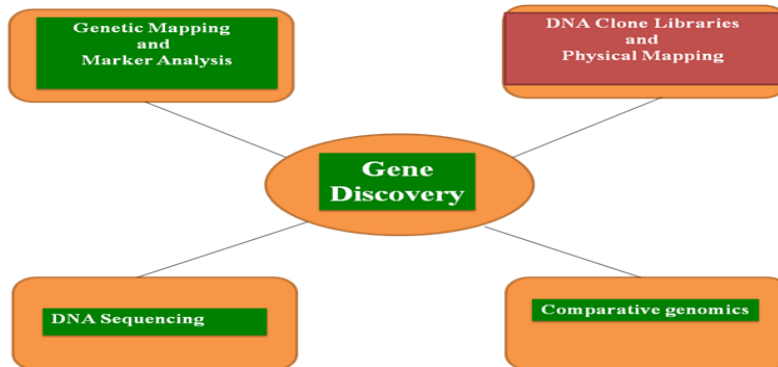 Genetic Mapping
and
Marker Analysis
DNA Clone Libraries
and
Physical Mapping
Gene
Discovery
DNA Sequencing
Comparative genomics